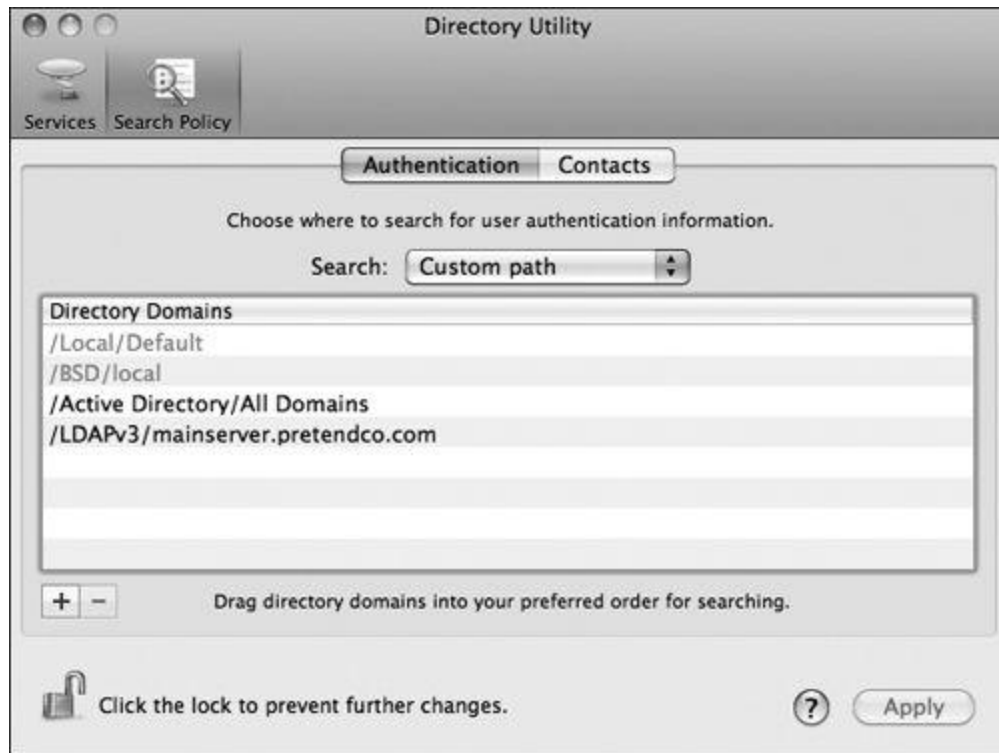 Directory Utility
Services
Search Policy
Authentication
Contacts
Choose where to search for user authentication information.
Search: Custom path
Directory Domains
/Local/Default
/BSD/local
/Active Directory/All Domains
/LDAPv3/mainserver.pretendco.com
+ −
Drag directory domains into your preferred order for searching.
Click the lock to prevent further changes.
?
Apply